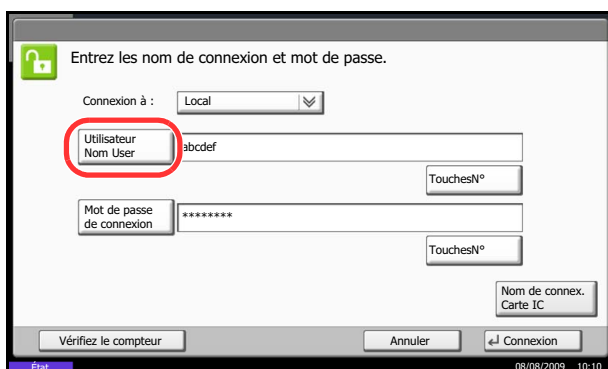 Entrez les nom de connexion et mot de passe.
Connexion à :
Local
Utilisateur
Nom User
abcdef
TouchesN°
Mot de passe
de connexion
********
TouchesN°
Nom de connex.
Carte IC
Vérifiez le compteur
Annuler
Connexion
État
08/08/2009 10:10